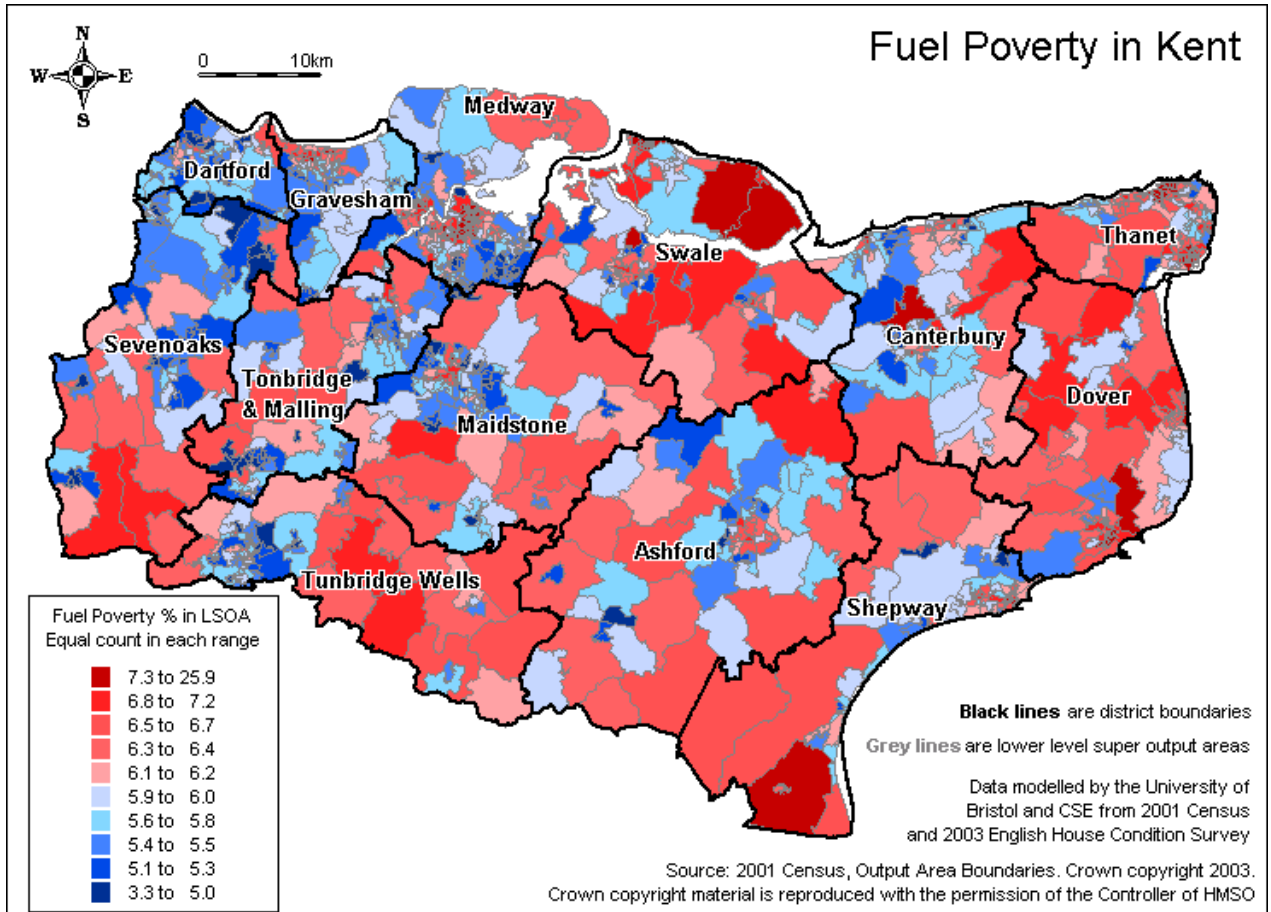 Fuel Poverty in Kent
N
W E
S
0 10km
Medway
Dartford
Gravesham
Swale
Thanet
Sevenoaks
Tonbridge
& Malling
Maidstone
Canterbury
Dover
Ashford
Tunbridge Wells
Shepway
Fuel Poverty % in LSOA
Equal count in each range
7.3 to 25.9
6.8 to 7.2
6.5 to 6.7
6.3 to 6.4
6.1 to 6.2
5.9 to 6.0
5.6 to 5.8
5.4 to 5.5
5.1 to 5.3
3.3 to 5.0
Black lines are district boundaries
Grey lines are lower level super output areas
Data modelled by the University of
Bristol and CSE from 2001 Census
and 2003 English House Condition Survey
Source: 2001 Census, Output Area Boundaries. Crown copyright 2003.
Crown copyright material is reproduced with the permission of the Controller of HMSO